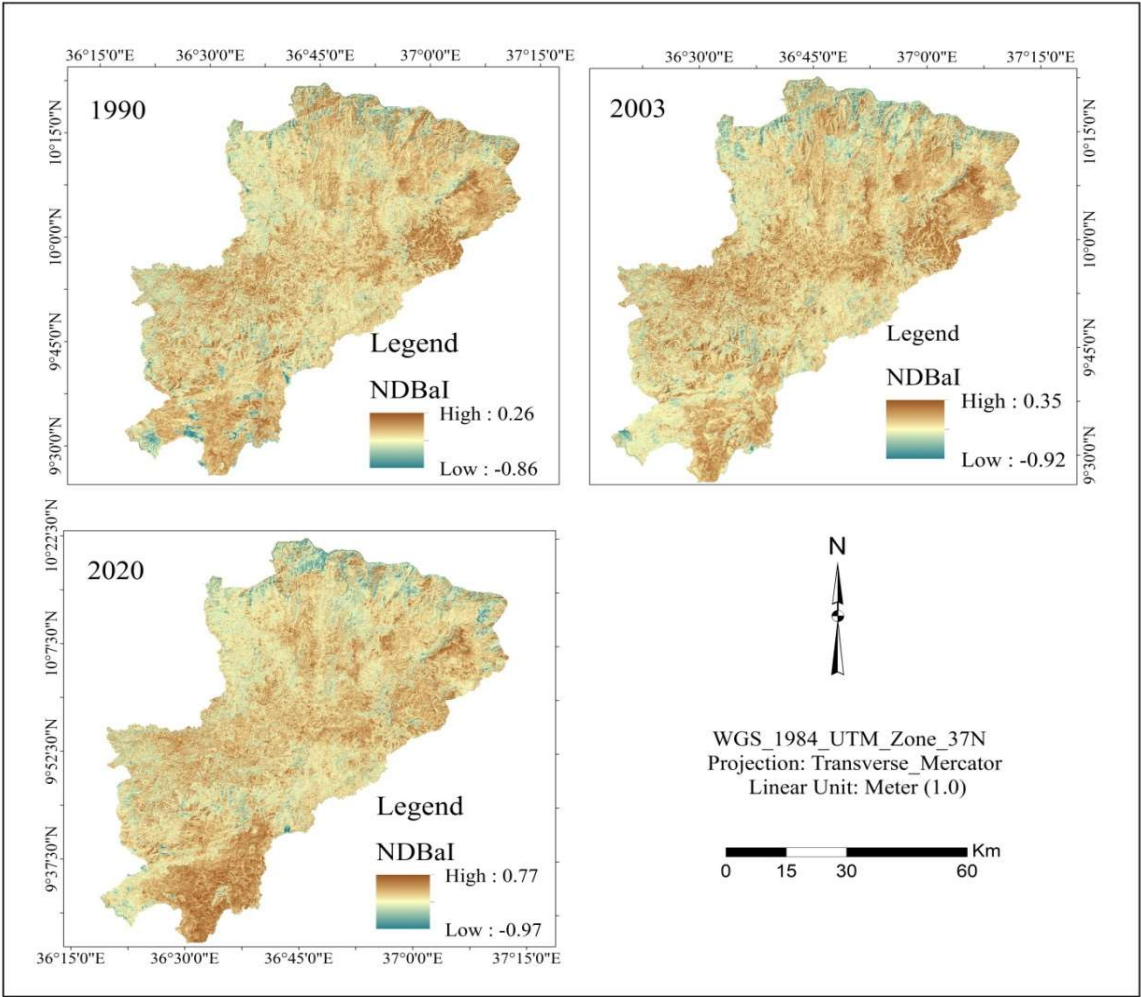 36°15'0"E 36°30'0"E 36°45'0"E 37°0'0"E 37°15'0"E
1990
10°15'0"N
10°0'0"N
9°45'0"N
9°30'0"N
Legend
NDBaI
High : 0.26
Low : -0.86
36°30'0"E 36°45'0"E 37°0'0"E 37°15'0"E
2003
10°15'0"N
10°0'0"N
9°45'0"N
9°30'0"N
Legend
NDBaI
High : 0.35
Low : -0.92
2020
10°22'30"N
10°7'30"N
9°52'30"N
9°37'30"N
Legend
NDBaI
High : 0.77
Low : -0.97
36°15'0"E 36°30'0"E 36°45'0"E 37°0'0"E 37°15'0"E
N
WGS_1984_UTM_Zone_37N
Projection: Transverse_Mercator
Linear Unit: Meter (1.0)
Km
0 15 30 60